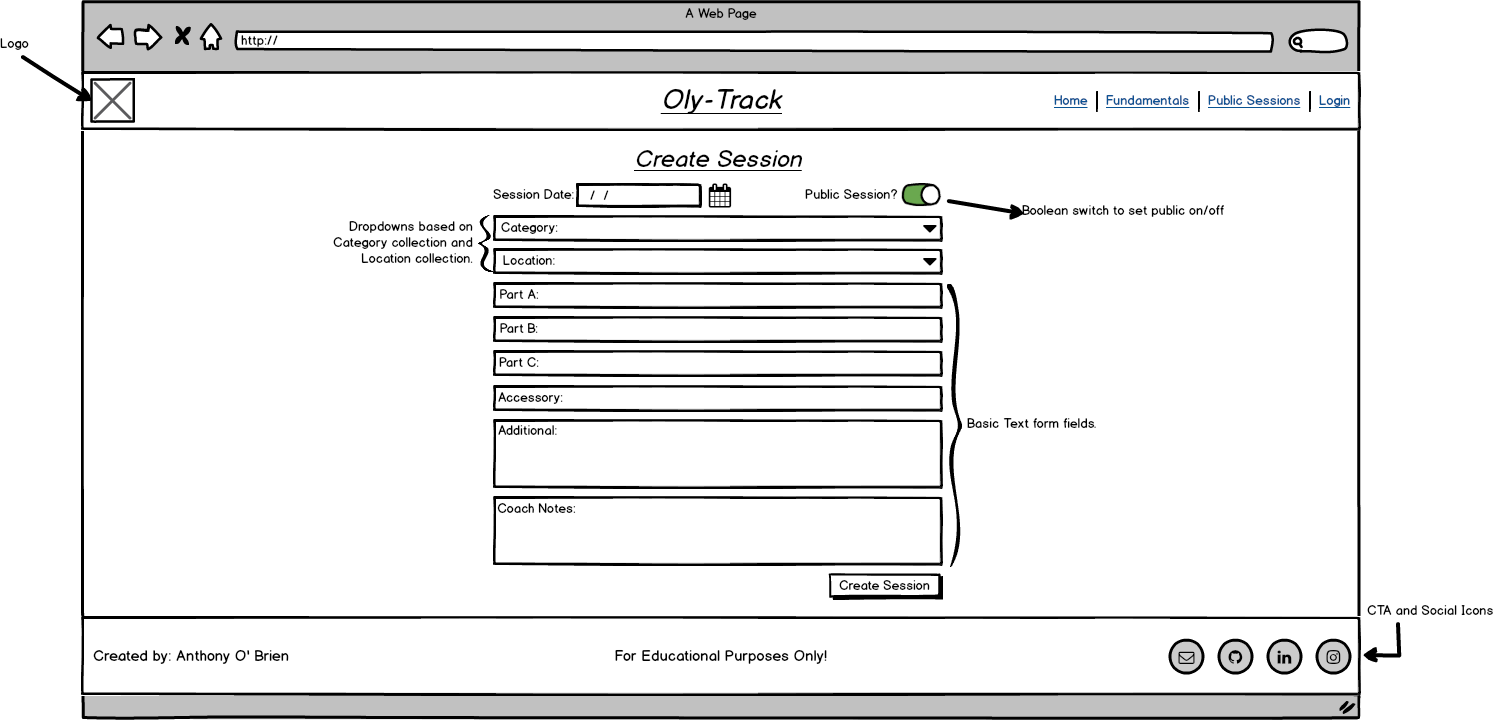 A Web Page
http://
Logo
Oly-Track
Home
Fundamentals
Public Sessions
Login
Create Session
Session Date:
/ /
Public Session?
Boolean switch to set public on/off
Dropdowns based on
Category collection and
Location collection.
Category:
Location:
Part A:
Part B:
Part C:
Accessory:
Additional:
Basic Text form fields.
Coach Notes:
Create Session
CTA and Social Icons
Created by: Anthony O' Brien
For Educational Purposes Only!
in